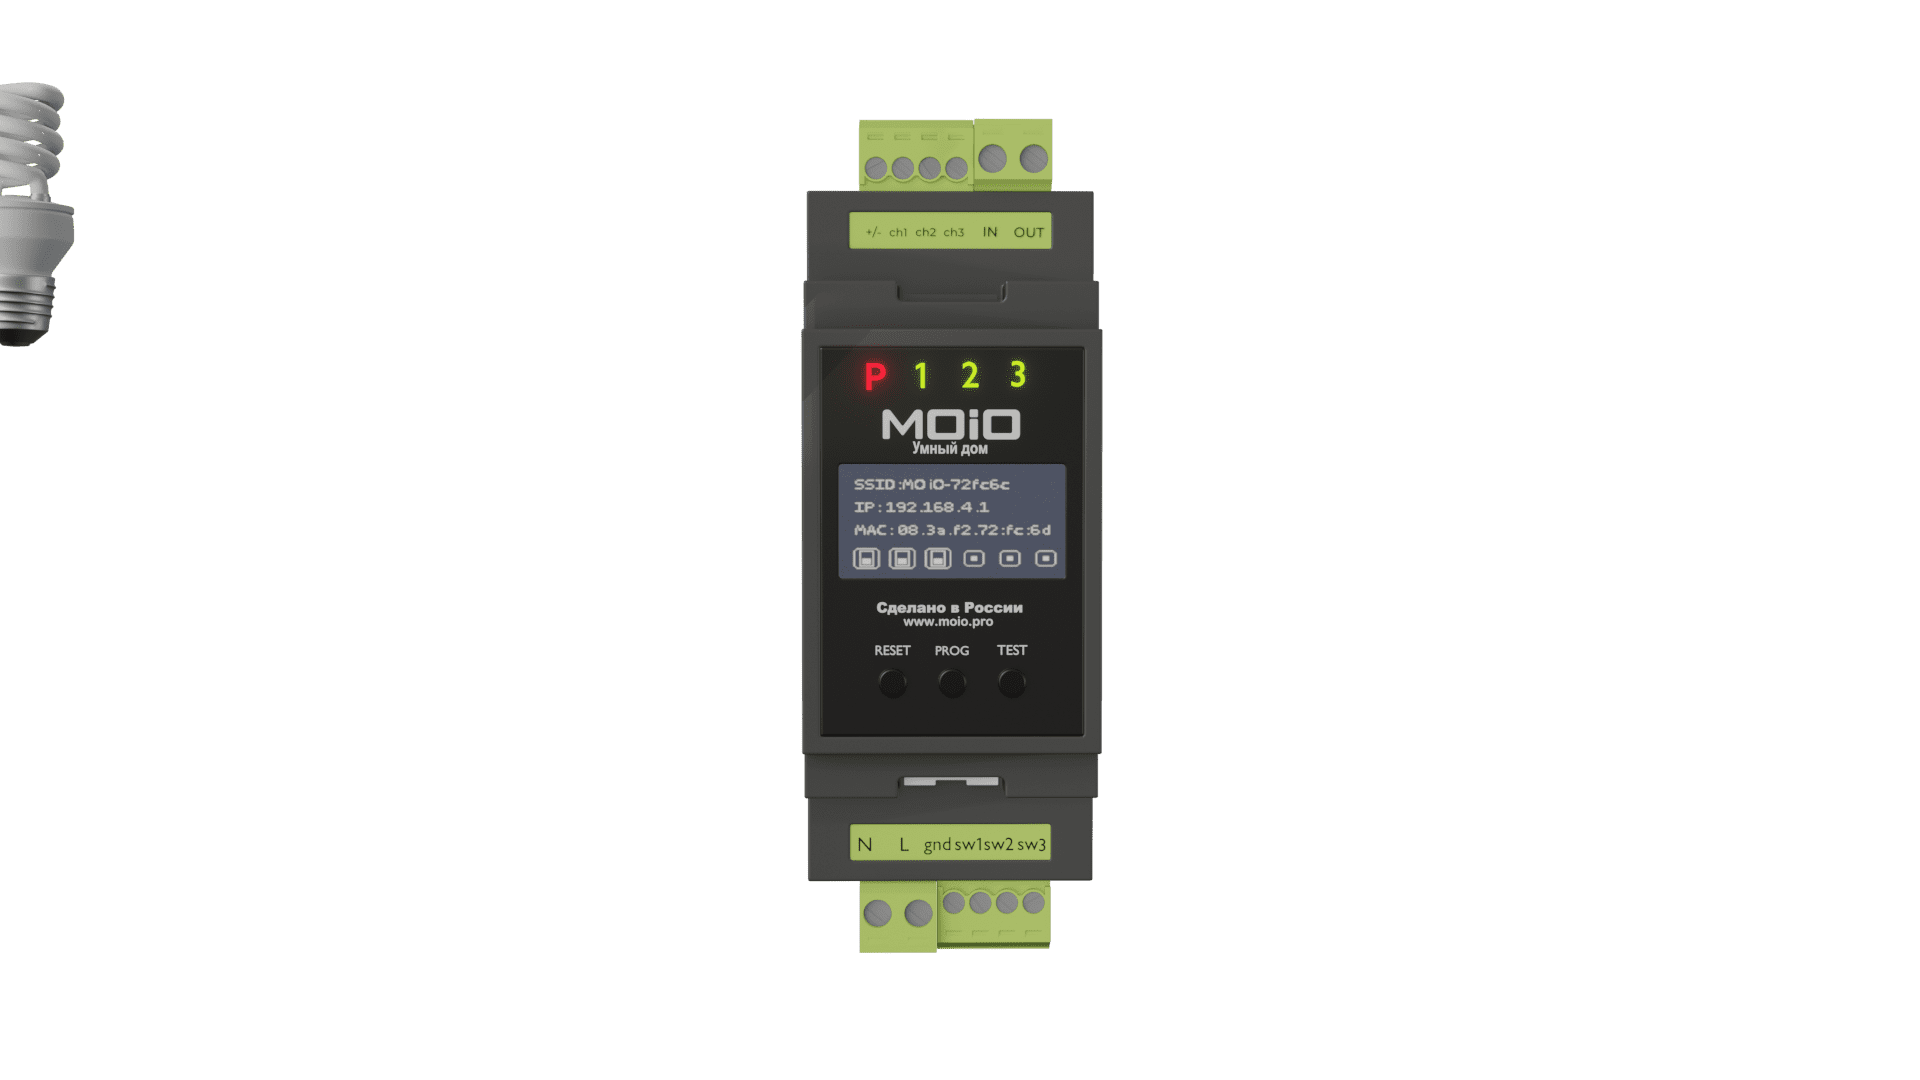 +/- ch1 ch2 ch3 IN OUT
P 1 2 3
MOiO
Умный дом
SSID:MOiO-72fc6c
IP:192.168.4.1
MAC:08.3a.f2.72:fc:6d
Сделано в России
www.moio.pro
RESET PROG TEST
N L gnd sw1 sw2 sw3